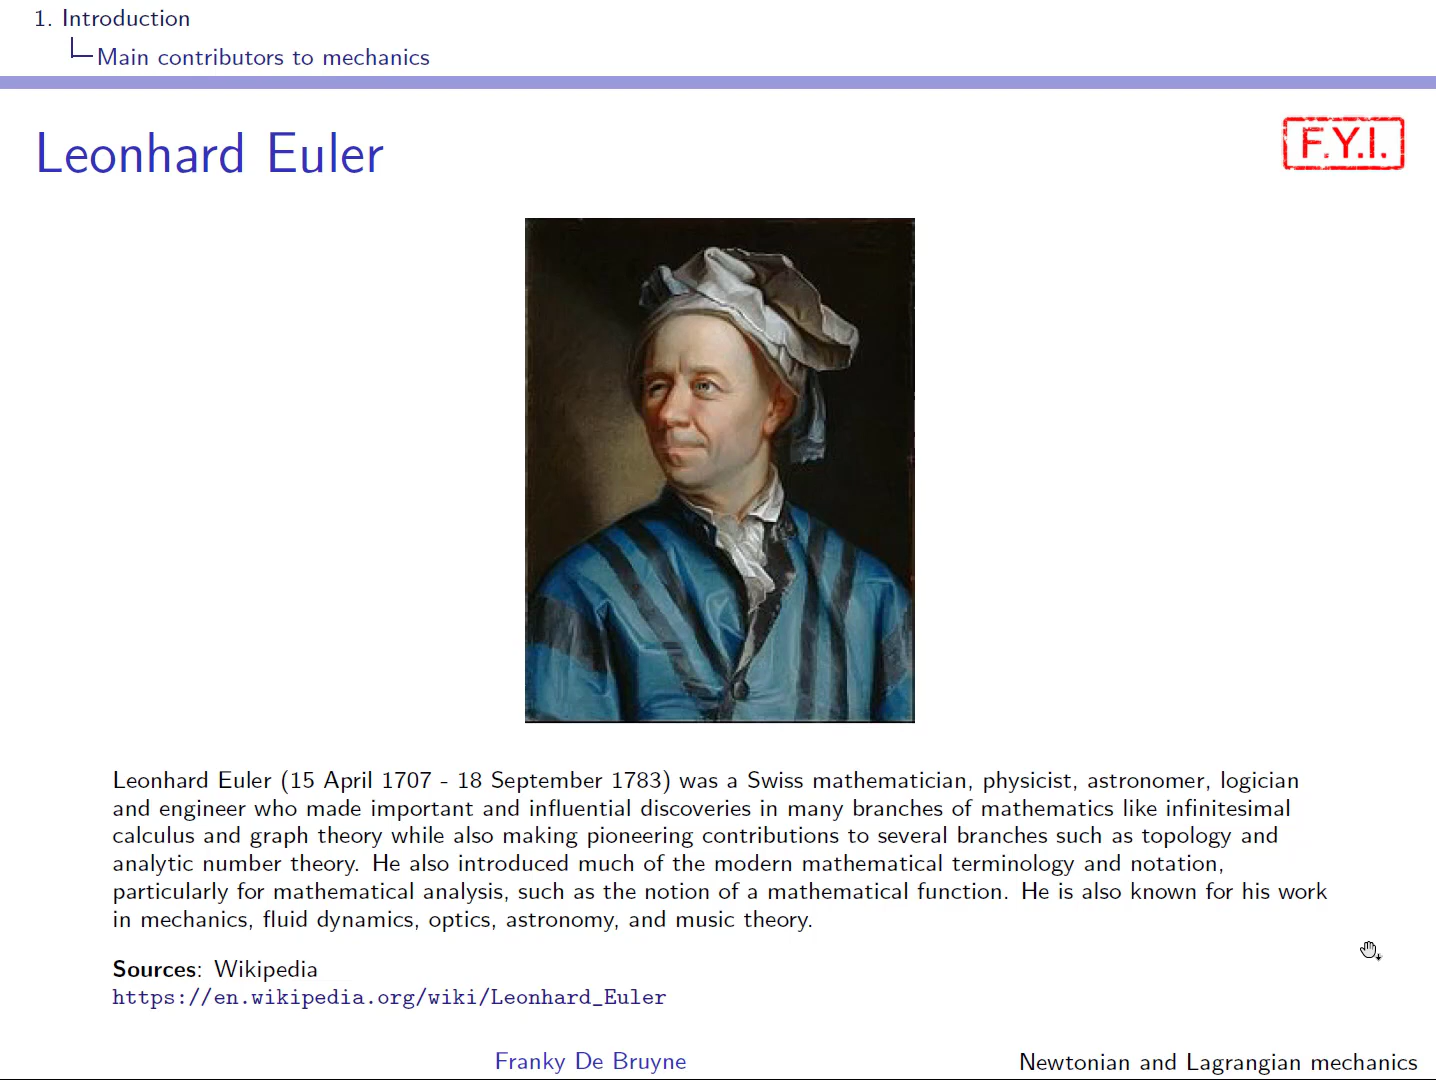 1. Introduction
Main contributors to mechanics
Leonhard Euler
F.Y.I.
Leonhard Euler (15 April 1707 - 18 September 1783) was a Swiss mathematician, physicist, astronomer, logician
and engineer who made important and influential discoveries in many branches of mathematics like infinitesimal
calculus and graph theory while also making pioneering contributions to several branches such as topology and
analytic number theory. He also introduced much of the modern mathematical terminology and notation,
particularly for mathematical analysis, such as the notion of a mathematical function. He is also known for his work
in mechanics, fluid dynamics, optics, astronomy, and music theory.
Sources: Wikipedia
https://en.wikipedia.org/wiki/Leonhard_Euler
Franky De Bruyne
Newtonian and Lagrangian mechanics